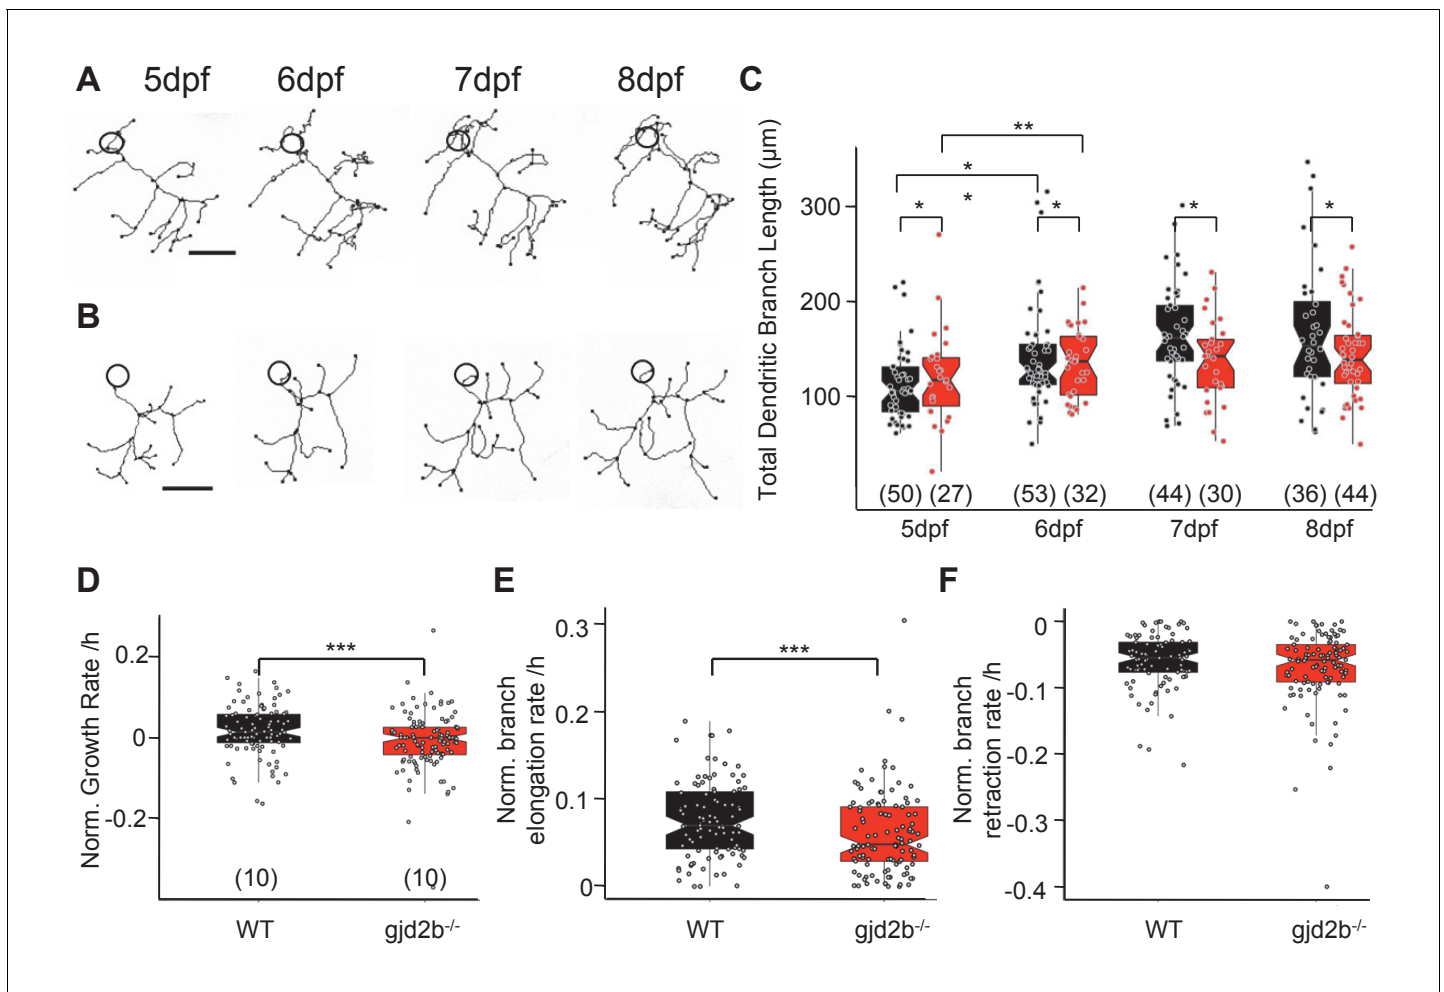 A 5dpf 6dpf 7dpf 8dpf
B
C
Total Dendritic Branch Length (μm)
300
200
100
**
*
*
* * * *
(50) (27) (53) (32) (44) (30) (36) (44)
5dpf 6dpf 7dpf 8dpf
D
Norm. Growth Rate /h
0.2
0
-0.2
***
(10) (10)
WT gjd2b-/-
E
Norm. branch
elongation rate /h
0.3
0.2
0.1
0
***
WT gjd2b-/-
F
Norm. branch
retraction rate /h
0
-0.1
-0.2
-0.3
-0.4
WT gjd2b-/-